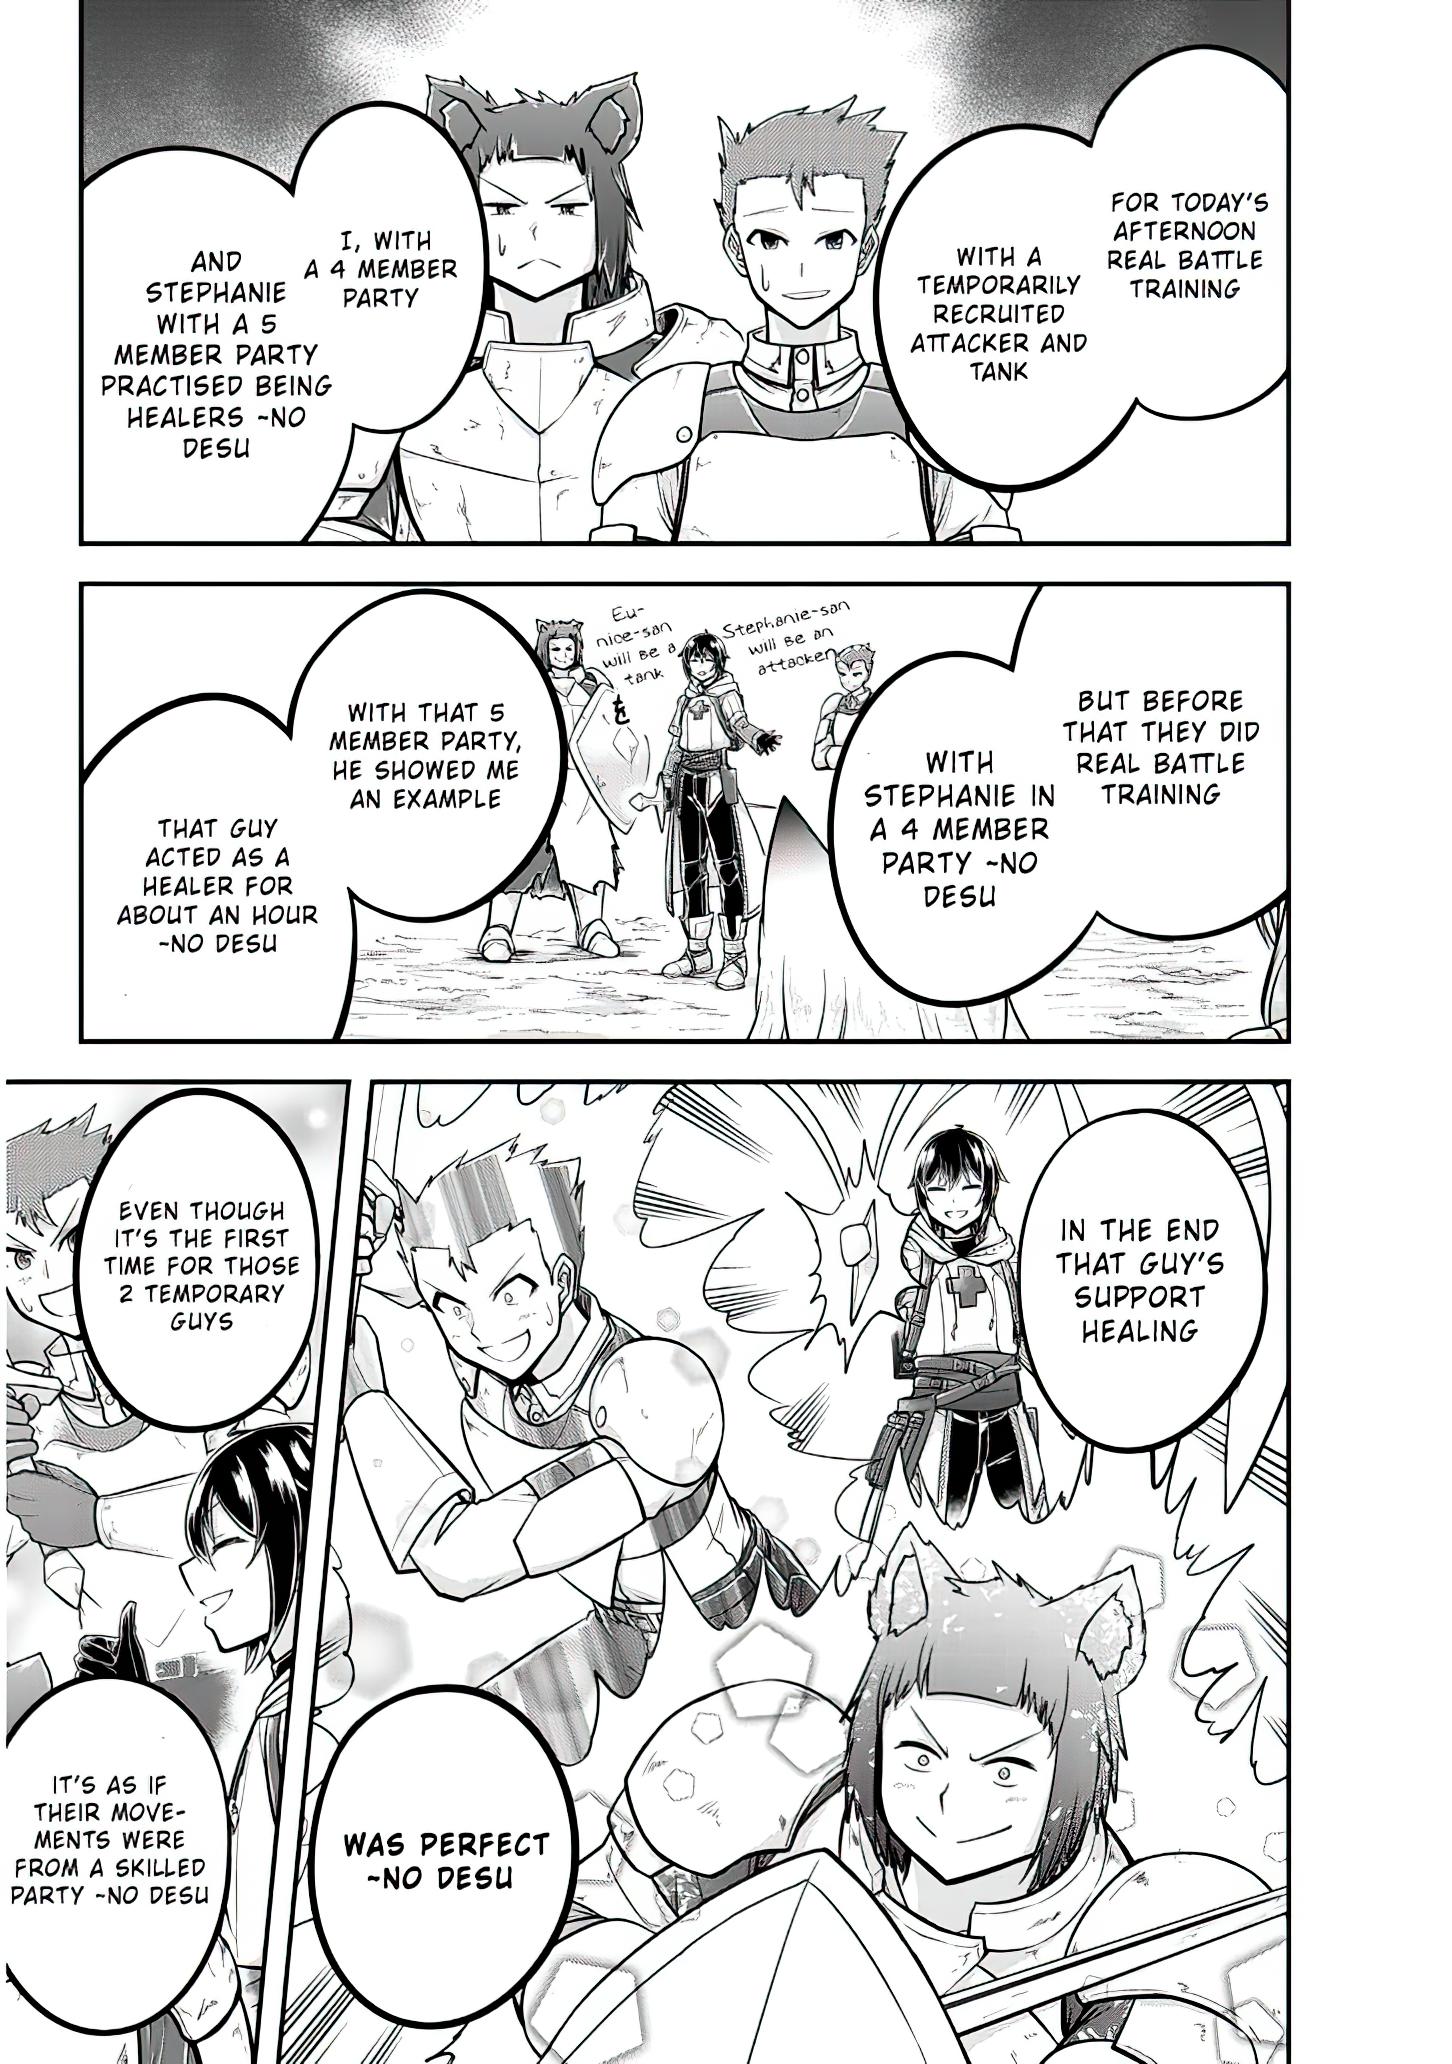 FOR TODAY'S
AFTERNOON
REAL BATTLE
TRAINING
WITH A
TEMPORARILY
RECRUITED
ATTACKER AND
TANK
I, WITH
A 4 MEMBER
PARTY
AND
STEPHANIE
WITH A 5
MEMBER PARTY
PRACTISED BEING
HEALERS ~NO
DESU
BUT BEFORE
THAT THEY DID
REAL BATTLE
TRAINING
WITH
STEPHANIE IN
A 4 MEMBER
PARTY ~NO
DESU
Stephanie-san
will be an
attacker
Eu-
nice-san
will be a
tank
を
WITH THAT 5
MEMBER PARTY,
HE SHOWED ME
AN EXAMPLE
THAT GUY
ACTED AS A
HEALER FOR
ABOUT AN HOUR
~NO DESU
IN THE END
THAT GUY'S
SUPPORT
HEALING
WAS PERFECT
~NO DESU
EVEN THOUGH
IT'S THE FIRST
TIME FOR THOSE
2 TEMPORARY
GUYS
IT'S AS IF
THEIR MOVE-
MENTS WERE
FROM A SKILLED
PARTY ~NO DESU